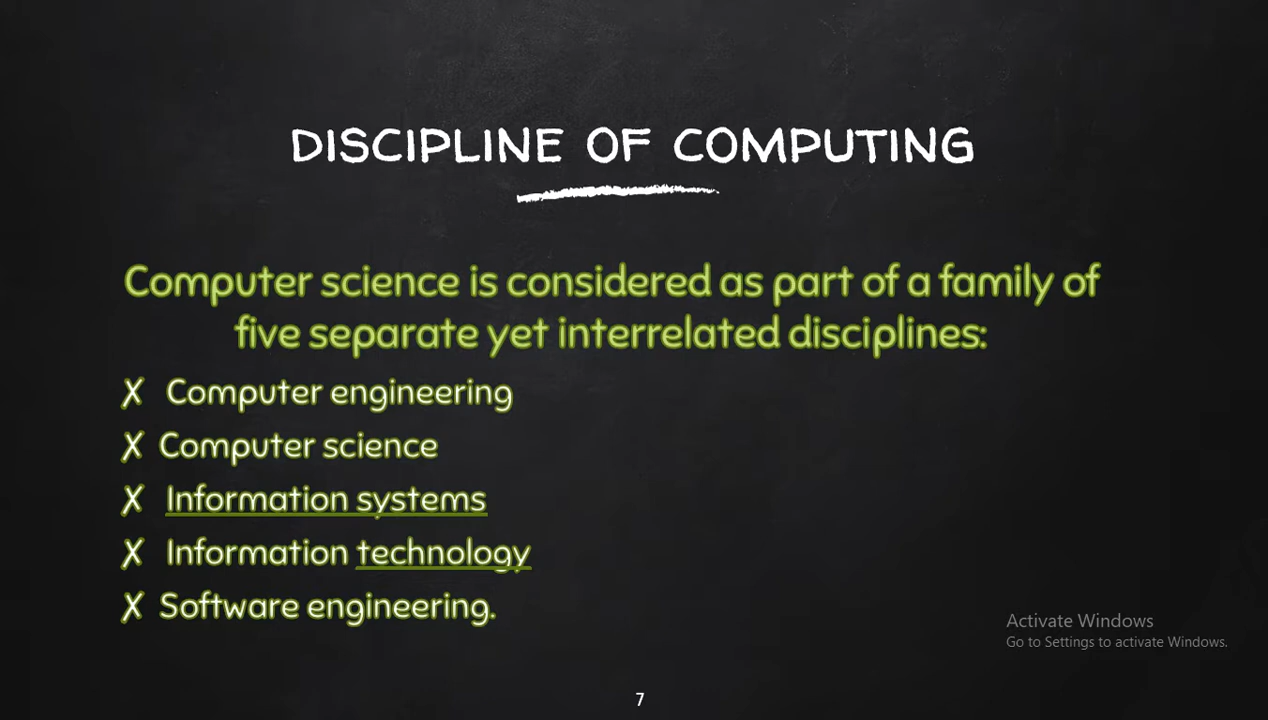 DISCIPLINE OF COMPUTING
Computer science is considered as part of a family of
five separate yet interrelated disciplines:
X Computer engineering
X Computer science
X Information systems
X Information technology
X Software engineering.
Activate Windows
Go to Settings to activate Windows.
7